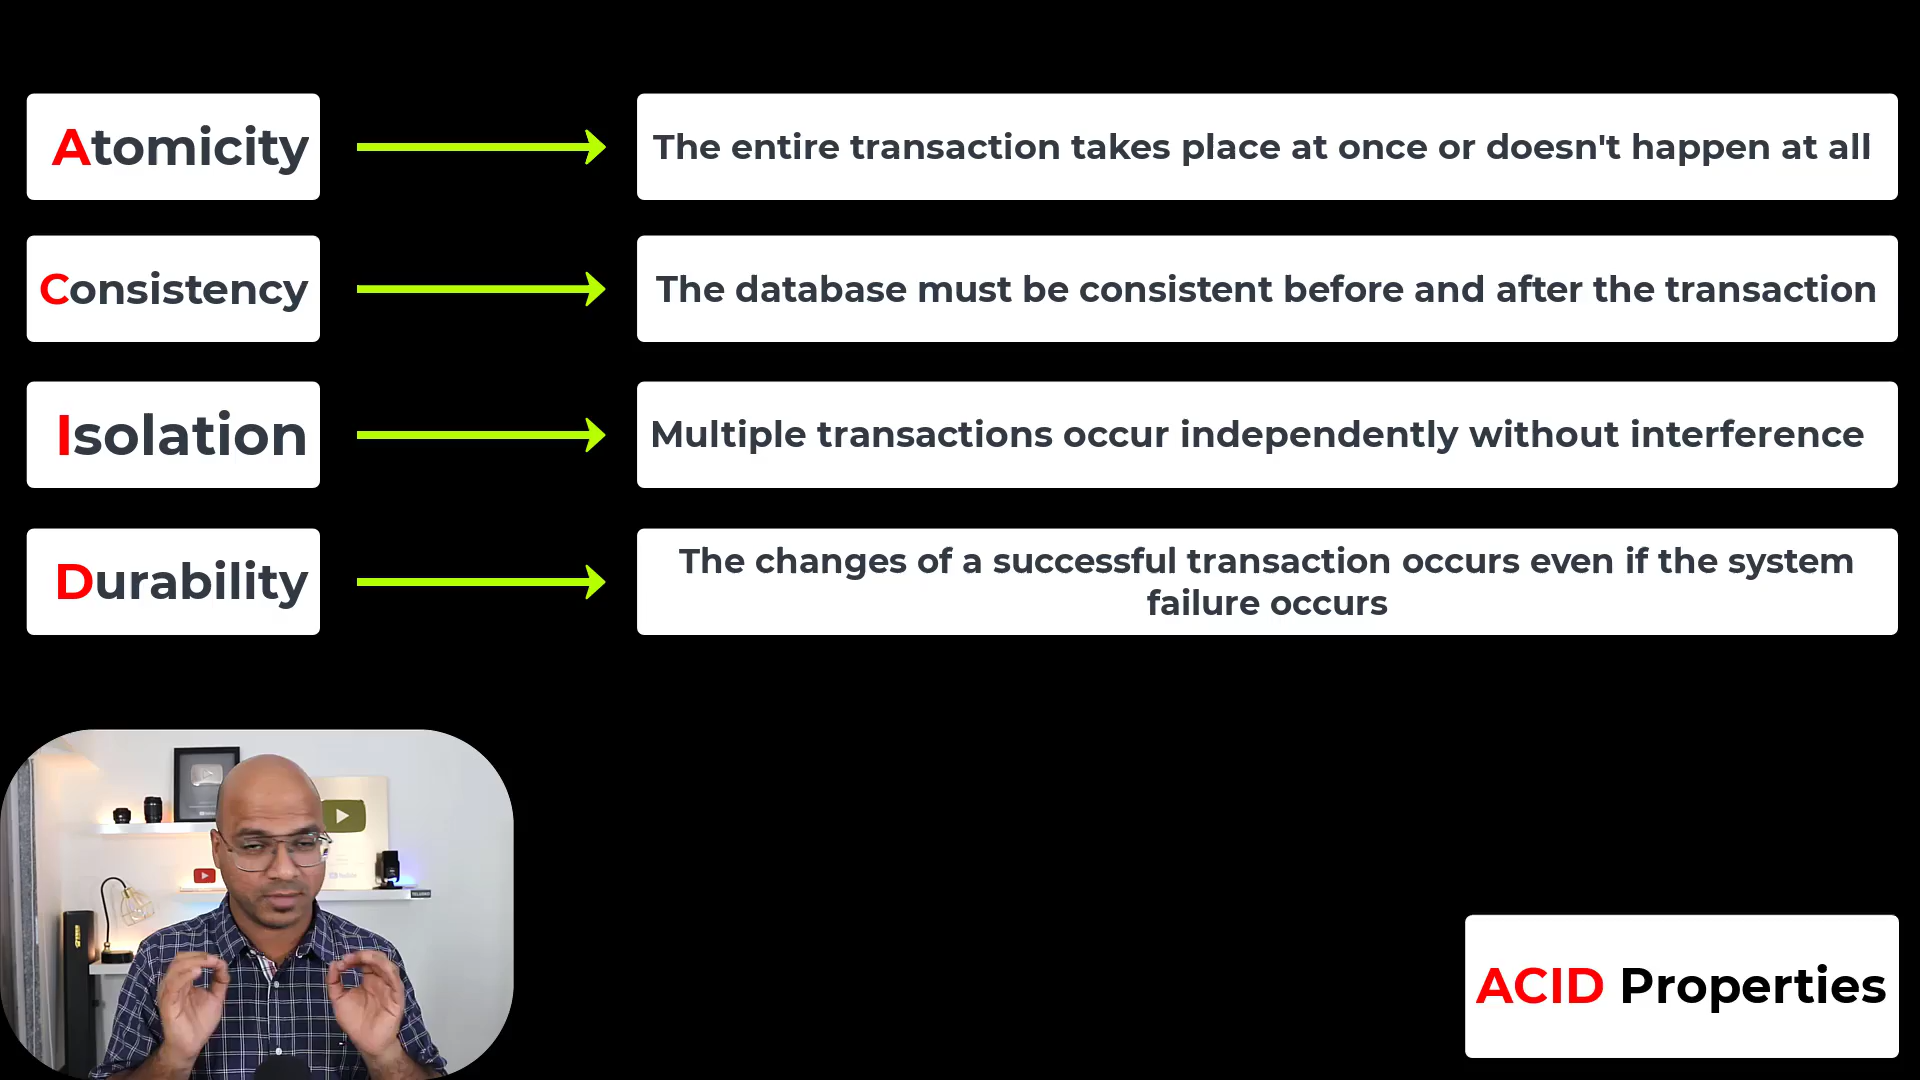 Atomicity
The entire transaction takes place at once or doesn't happen at all
Consistency
The database must be consistent before and after the transaction
Isolation
Multiple transactions occur independently without interference
Durability
The changes of a successful transaction occurs even if the system
failure occurs
ACID Properties